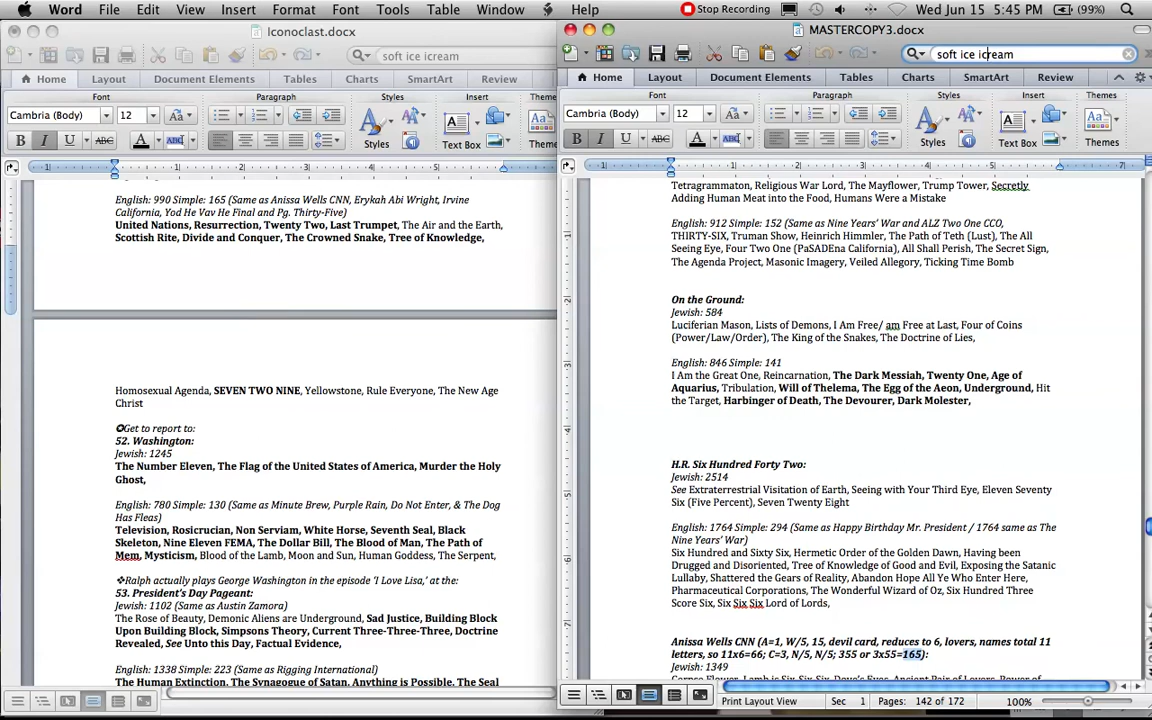 Word File Edit View Insert Format Font Tools Table Window Help Stop Recording Wed Jun 15 5:45 PM (99%)
Iconoclast.docx
soft ice icream
Home Layout Document Elements Tables Charts SmartArt Review
Font Paragraph Styles Insert Theme
Cambria (Body) 12 Aa
B I U ABC A ABC Styles Text Box Theme
1 1 2 3 4 5
English: 990 Simple: 165 (Same as Anissa Wells CNN, Erykah Abi Wright, Irvine
California, Yod He Vav He Final and Pg. Thirty-Five)
United Nations, Resurrection, Twenty Two, Last Trumpet, The Air and the Earth,
Scottish Rite, Divide and Conquer, The Crowned Snake, Tree of Knowledge,
Homosexual Agenda, SEVEN TWO NINE, Yellowstone, Rule Everyone, The New Age
Christ
✪Get to report to:
52. Washington:
Jewish: 1245
The Number Eleven, The Flag of the United States of America, Murder the Holy
Ghost,
English: 780 Simple: 130 (Same as Minute Brew, Purple Rain, Do Not Enter, & The Dog
Has Fleas)
Television, Rosicrucian, Non Serviam, White Horse, Seventh Seal, Black
Skeleton, Nine Eleven FEMA, The Dollar Bill, The Blood of Man, The Path of
Mem, Mysticism, Blood of the Lamb, Moon and Sun, Human Goddess, The Serpent,
❖Ralph actually plays George Washington in the episode 'I Love Lisa,' at the:
53. President's Day Pageant:
Jewish: 1102 (Same as Austin Zamora)
The Rose of Beauty, Demonic Aliens are Underground, Sad Justice, Building Block
Upon Building Block, Simpsons Theory, Current Three-Three-Three, Doctrine
Revealed, See Unto this Day, Factual Evidence,
English: 1338 Simple: 223 (Same as Rigging International)
The Human Extinction, The Synagogue of Satan, Anything is Possible, The Seal
MASTERCOPY3.docx
soft ice icream
Home Layout Document Elements Tables Charts SmartArt Review
Font Paragraph Styles Insert Themes
Cambria (Body) 12 Aa
B I U ABC A ABC Styles Text Box Themes
1 2 3 4 5 6 7
Tetragrammaton, Religious War Lord, The Mayflower, Trump Tower, Secretly
Adding Human Meat into the Food, Humans Were a Mistake
English: 912 Simple: 152 (Same as Nine Years' War and ALZ Two One CCO,
THIRTY-SIX, Truman Show, Heinrich Himmler, The Path of Teth (Lust), The All
Seeing Eye, Four Two One (PaSADEna California), All Shall Perish, The Secret Sign,
The Agenda Project, Masonic Imagery, Veiled Allegory, Ticking Time Bomb
On the Ground:
Jewish: 584
Luciferian Mason, Lists of Demons, I Am Free/ am Free at Last, Four of Coins
(Power/Law/Order), The King of the Snakes, The Doctrine of Lies,
English: 846 Simple: 141
I Am the Great One, Reincarnation, The Dark Messiah, Twenty One, Age of
Aquarius, Tribulation, Will of Thelema, The Egg of the Aeon, Underground, Hit
the Target, Harbinger of Death, The Devourer, Dark Molester,
H.R. Six Hundred Forty Two:
Jewish: 2514
See Extraterrestrial Visitation of Earth, Seeing with Your Third Eye, Eleven Seventy
Six (Five Percent), Seven Twenty Eight
English: 1764 Simple: 294 (Same as Happy Birthday Mr. President / 1764 same as The
Nine Years' War)
Six Hundred and Sixty Six, Hermetic Order of the Golden Dawn, Having been
Drugged and Disoriented, Tree of Knowledge of Good and Evil, Exposing the Satanic
Lullaby, Shattered the Gears of Reality, Abandon Hope All Ye Who Enter Here,
Pharmaceutical Corporations, The Wonderful Wizard of Oz, Six Hundred Three
Score Six, Six Six Six Lord of Lords,
Anissa Wells CNN (A=1, W/5, 15, devil card, reduces to 6, lovers, names total 11
letters, so 11x6=66; C=3, N/5, N/5; 355 or 3x55=165):
Jewish: 1349
Print Layout View Sec 1 Pages: 142 of 172 100%